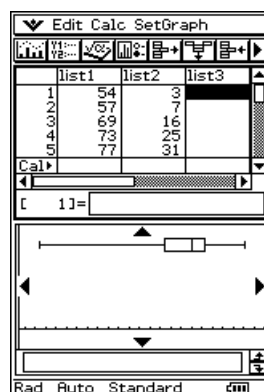 Edit Calc SetGraph
list1 list2 list3
1 54 3
2 57 7
3 69 16
4 73 25
5 77 31
Cal▸
[ 1]=
Rad Auto Standard